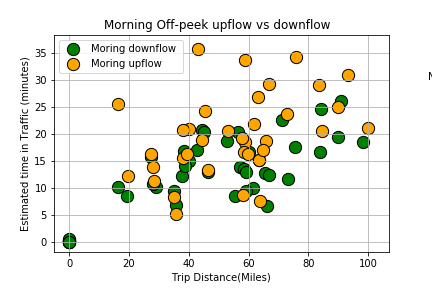 Morning Off-peak upflow vs downflow
Moring downflow
Moring upflow
Estimated time in Traffic (minutes)
35
30
25
20
15
10
5
0
0 20 40 60 80 100
Trip Distance(Miles)